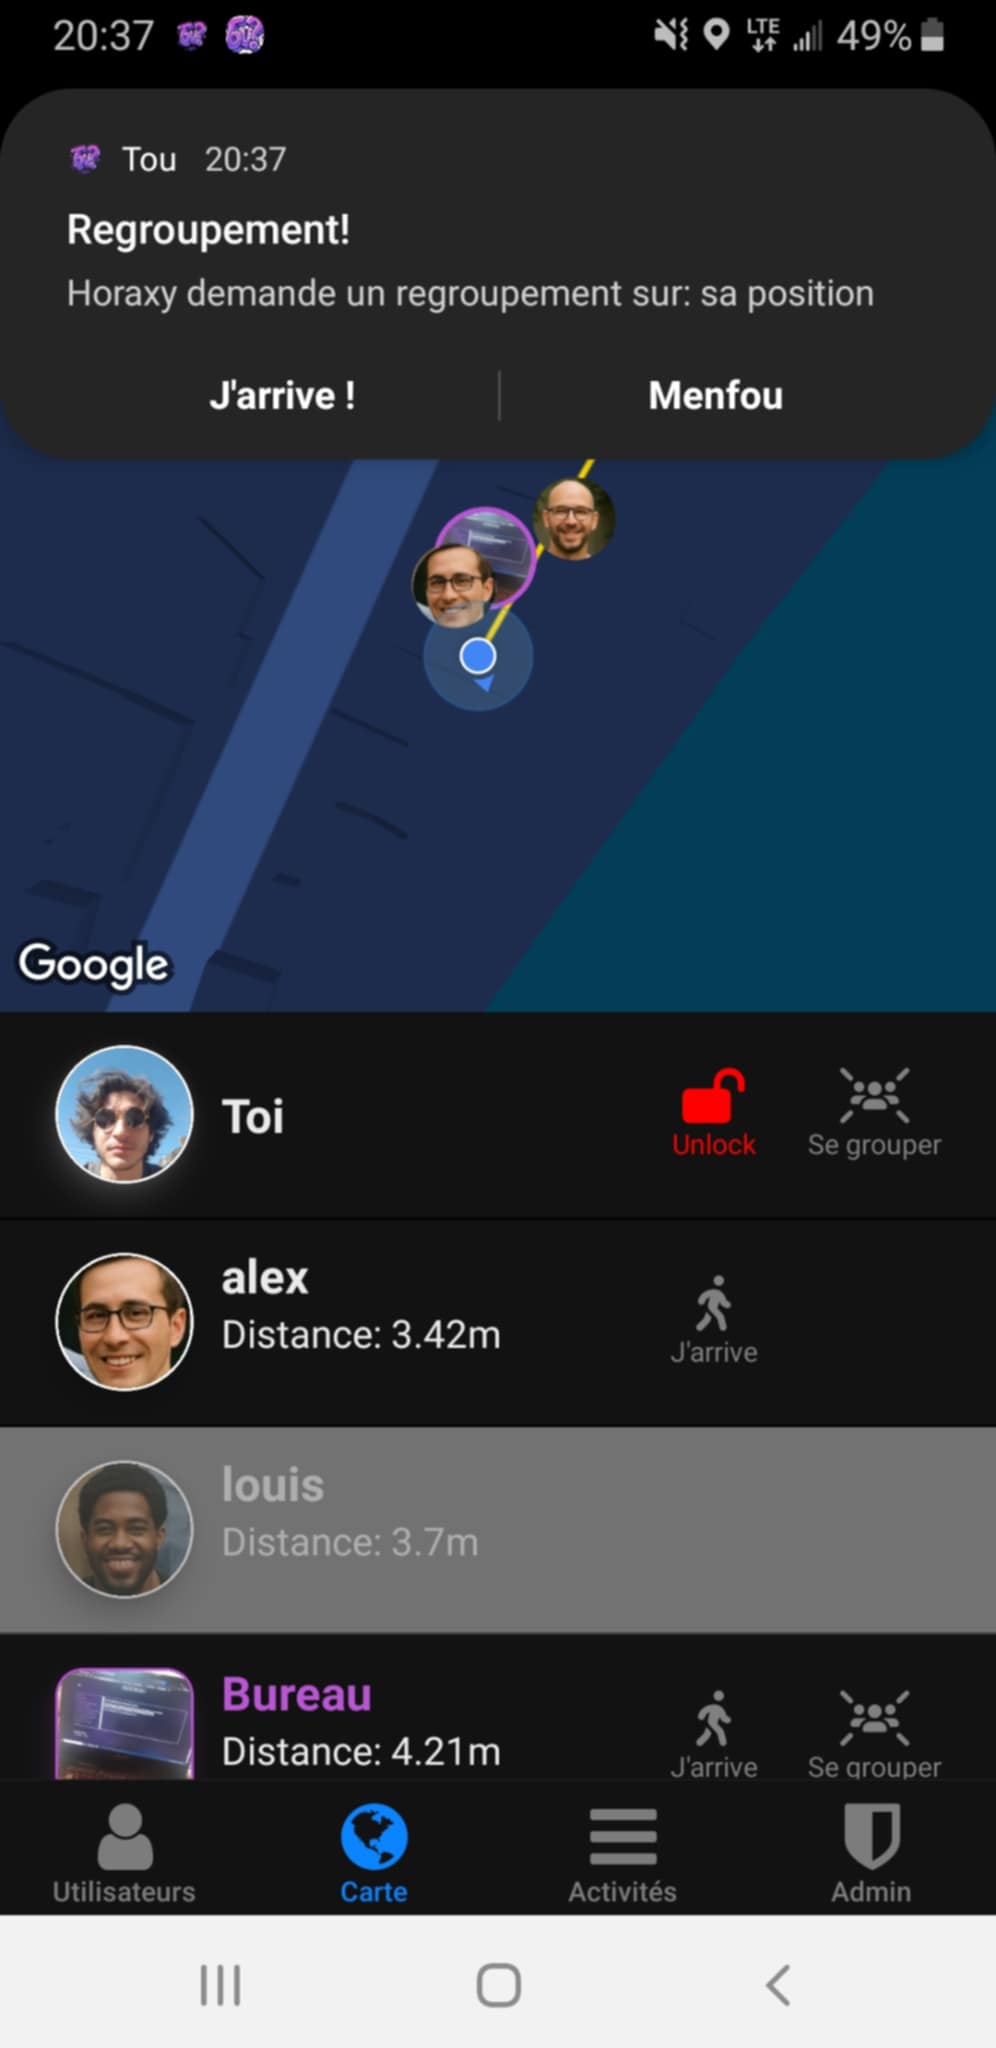 20:37
LTE
49%
Tou 20:37
Regroupement!
Horaxy demande un regroupement sur: sa position
J'arrive ! Menfou
Google
Toi
Unlock
Se grouper
alex
Distance: 3.42m
J'arrive
louis
Distance: 3.7m
Bureau
Distance: 4.21m
J'arrive
Se grouper
Utilisateurs
Carte
Activités
Admin